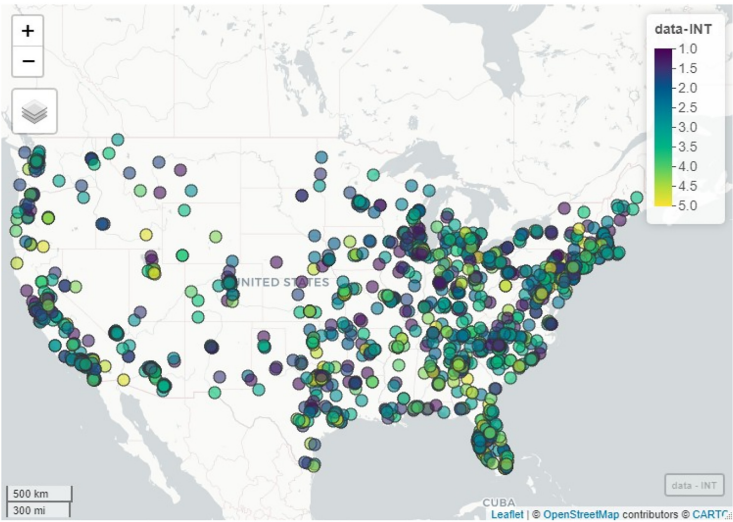 +
−
data-INT
1.0
1.5
2.0
2.5
3.0
3.5
4.0
4.5
5.0
UNITED STATES
500 km
300 mi
data - INT
CUBA
Leaflet | © OpenStreetMap contributors © CARTO